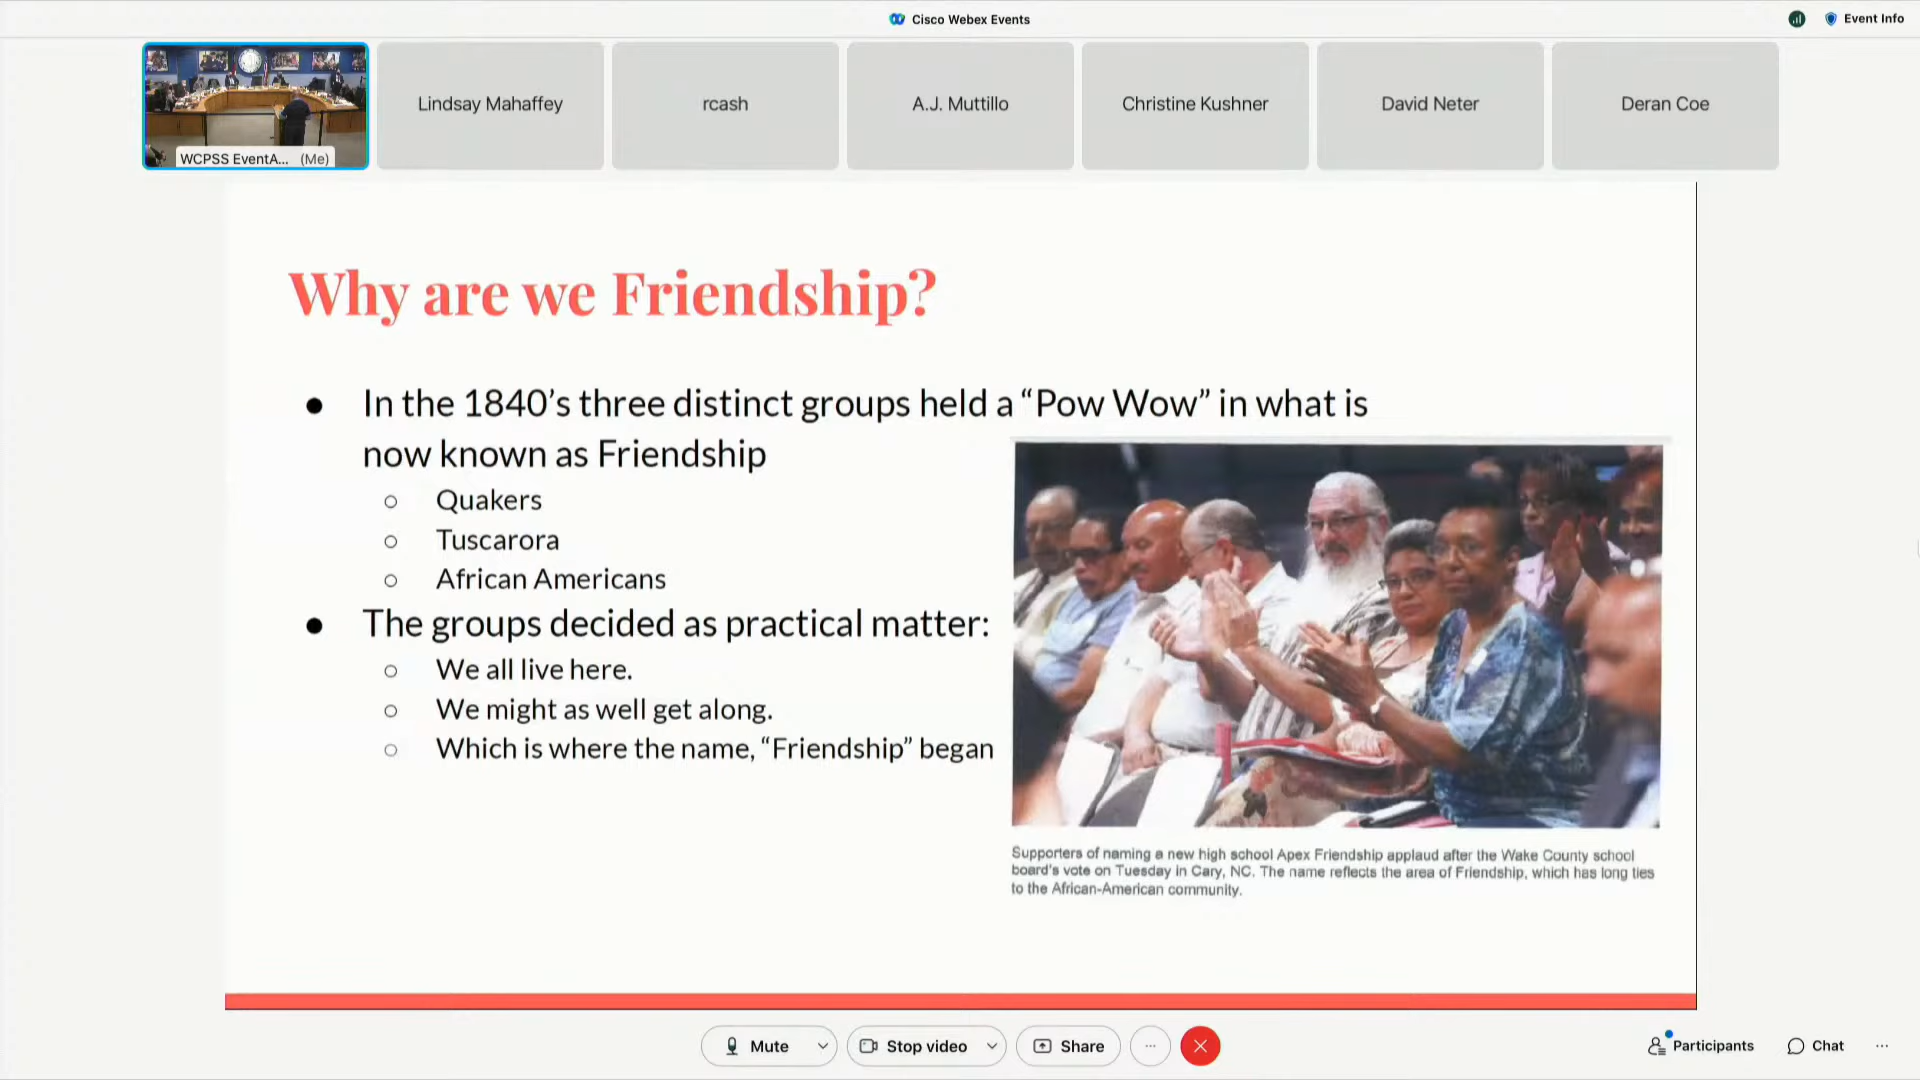 Cisco Webex Events
Event Info
WCPSS EventA... (Me)
Lindsay Mahaffey
rcash
A.J. Muttillo
Christine Kushner
David Neter
Deran Coe
Why are we Friendship?
● In the 1840’s three distinct groups held a “Pow Wow” in what is
now known as Friendship
○ Quakers
○ Tuscarora
○ African Americans
● The groups decided as practical matter:
○ We all live here.
○ We might as well get along.
○ Which is where the name, “Friendship” began
Supporters of naming a new high school Apex Friendship applaud after the Wake County school
board's vote on Tuesday in Cary, NC. The name reflects the area of Friendship, which has long ties
to the African-American community.
Mute
Stop video
Share
Participants
Chat